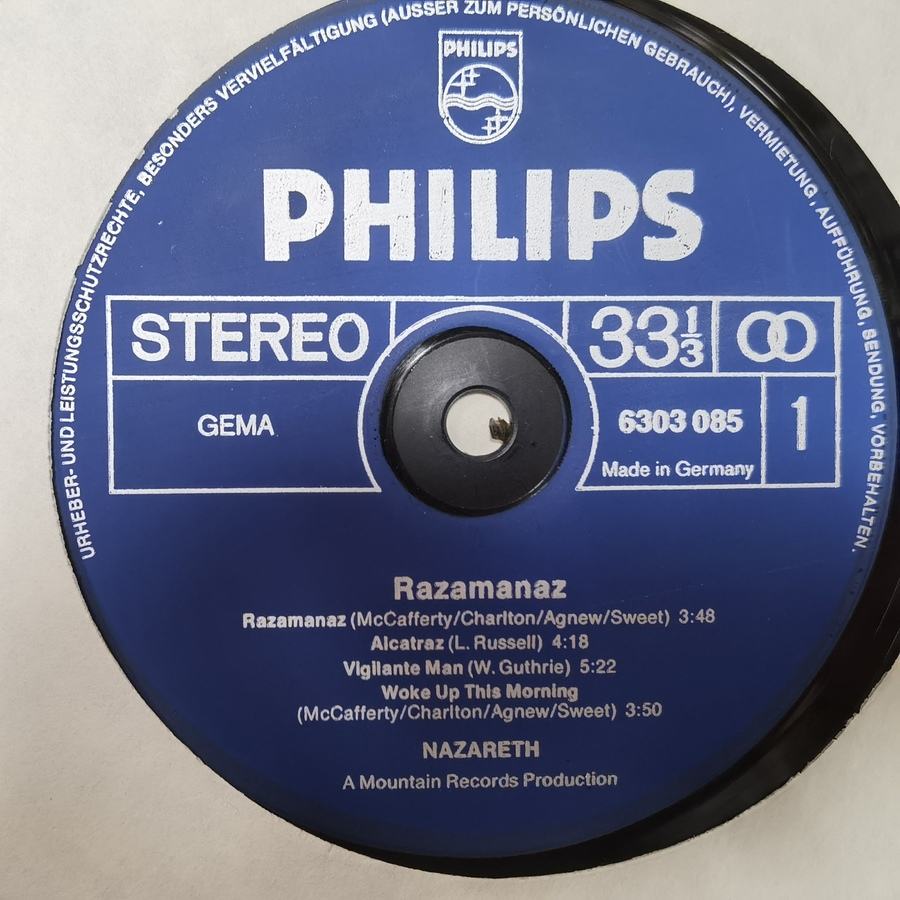 URHEBER- UND LEISTUNGSSCHUTZRECHTE, BESONDERS VERVIELFÄLTIGUNG (AUSSER ZUM PERSÖNLICHEN GEBRAUCH), VERMIETUNG, AUFFÜHRUNG, SENDUNG, VORBEHALTEN.
PHILIPS
PHILIPS
STEREO
33 1/3
GEMA
6303 085
1
Made in Germany
Razamanaz
Razamanaz (McCafferty/Charlton/Agnew/Sweet) 3:48
Alcatraz (L. Russell) 4:18
Vigilante Man (W. Guthrie) 5:22
Woke Up This Morning
(McCafferty/Charlton/Agnew/Sweet) 3:50
NAZARETH
A Mountain Records Production